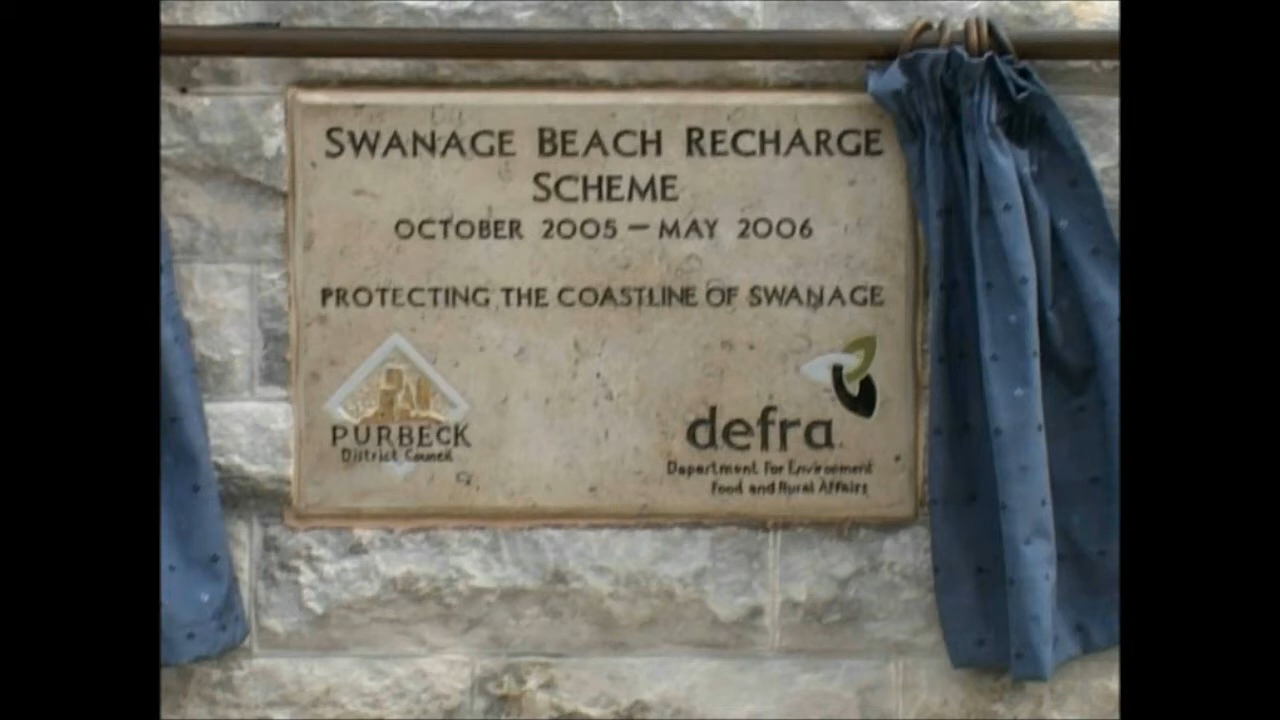 SWANAGE BEACH RECHARGE
SCHEME
OCTOBER 2005 – MAY 2006
PROTECTING THE COASTLINE OF SWANAGE
PURBECK
District Council
defra
Department For Environment
Food and Rural Affairs